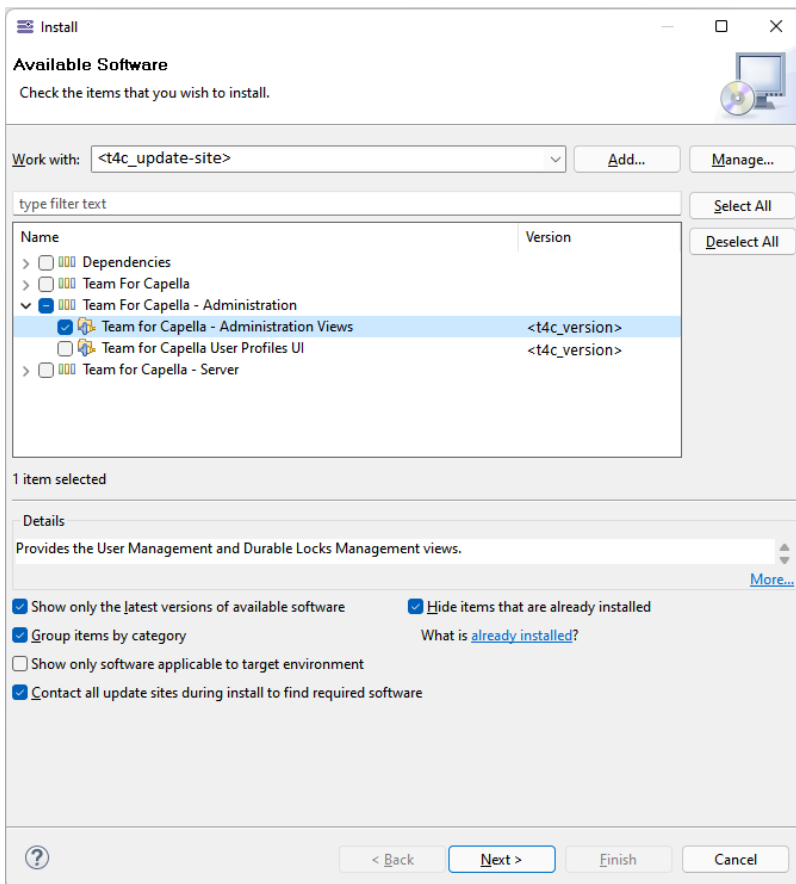 Install
Available Software
Check the items that you wish to install.
Work with: <t4c_update-site> Add... Manage...
type filter text Select All
Deselect All
Name Version
Dependencies
Team For Capella
Team For Capella - Administration
Team for Capella - Administration Views <t4c_version>
Team for Capella User Profiles UI <t4c_version>
Team for Capella - Server
1 item selected
Details
Provides the User Management and Durable Locks Management views.
More...
Show only the latest versions of available software Hide items that are already installed
Group items by category What is already installed?
Show only software applicable to target environment
Contact all update sites during install to find required software
? < Back Next > Finish Cancel